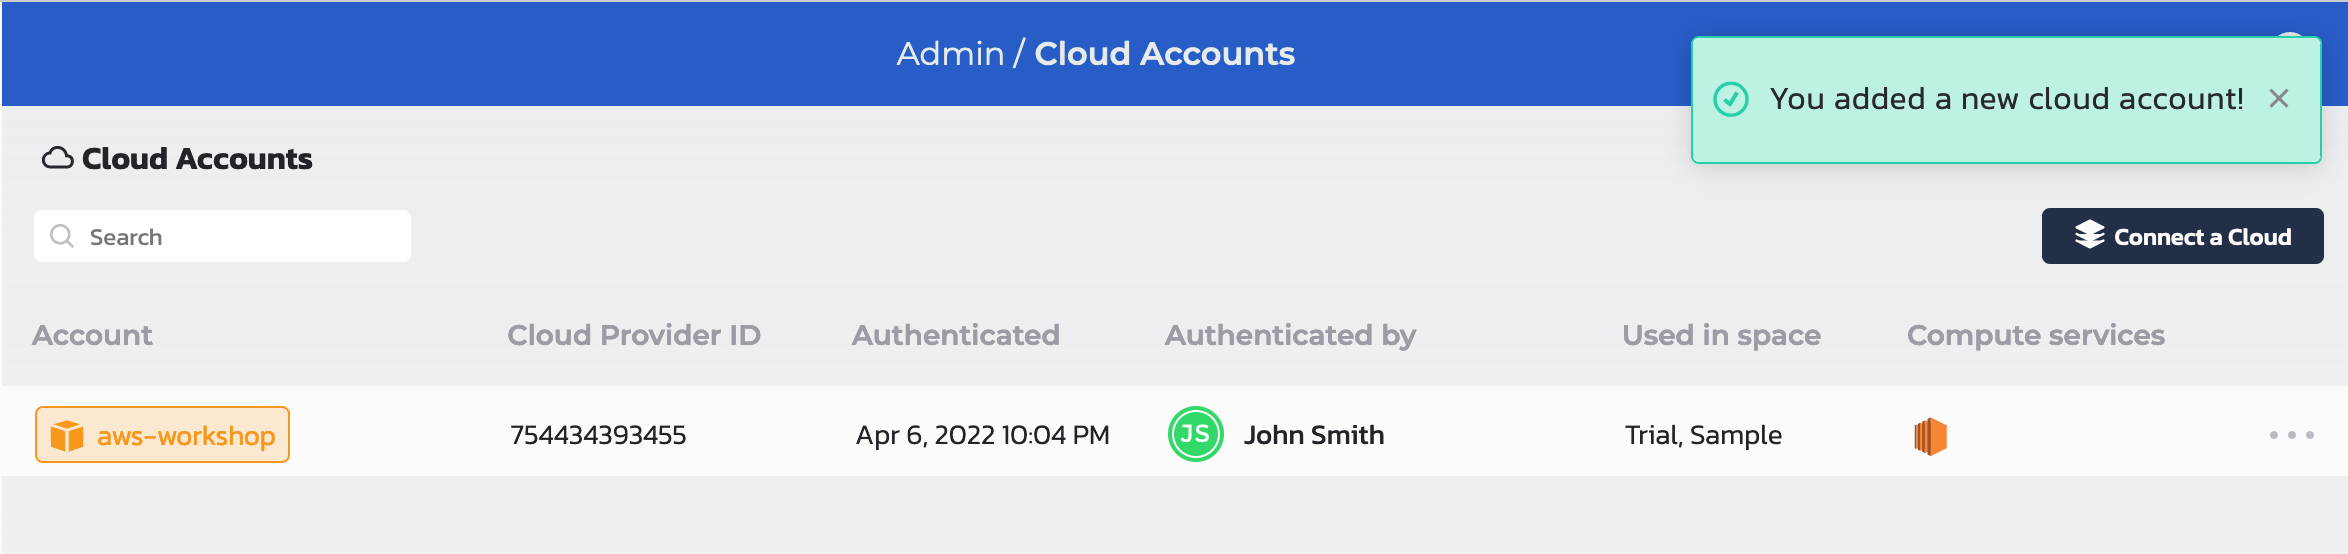 Admin / Cloud Accounts
You added a new cloud account!
Cloud Accounts
Search
Connect a Cloud
Account Cloud Provider ID Authenticated Authenticated by Used in space Compute services
aws-workshop 754434393455 Apr 6, 2022 10:04 PM JS John Smith Trial, Sample